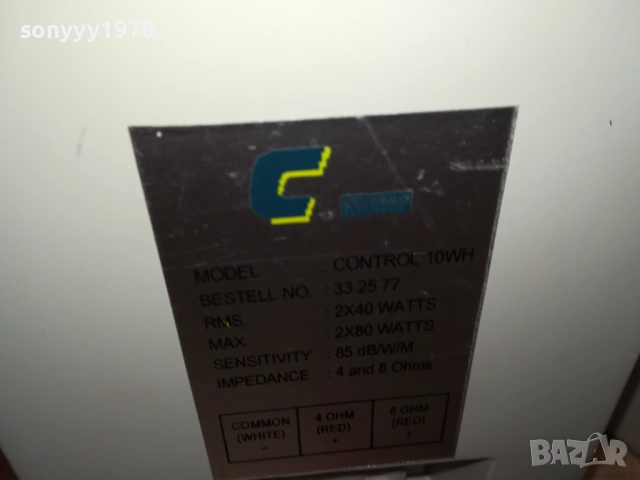 sonyyy1970
MODEL : CONTROL 10WH
BESTELL NO. : 33 25 77
RMS. : 2X40 WATTS
MAX. : 2X80 WATTS
SENSITIVITY : 85 dB/W/M
IMPEDANCE : 4 and 8 Ohms
COMMON (WHITE) -
4 OHM (RED) +
8 OHM (RED) +
BAZAR
bg